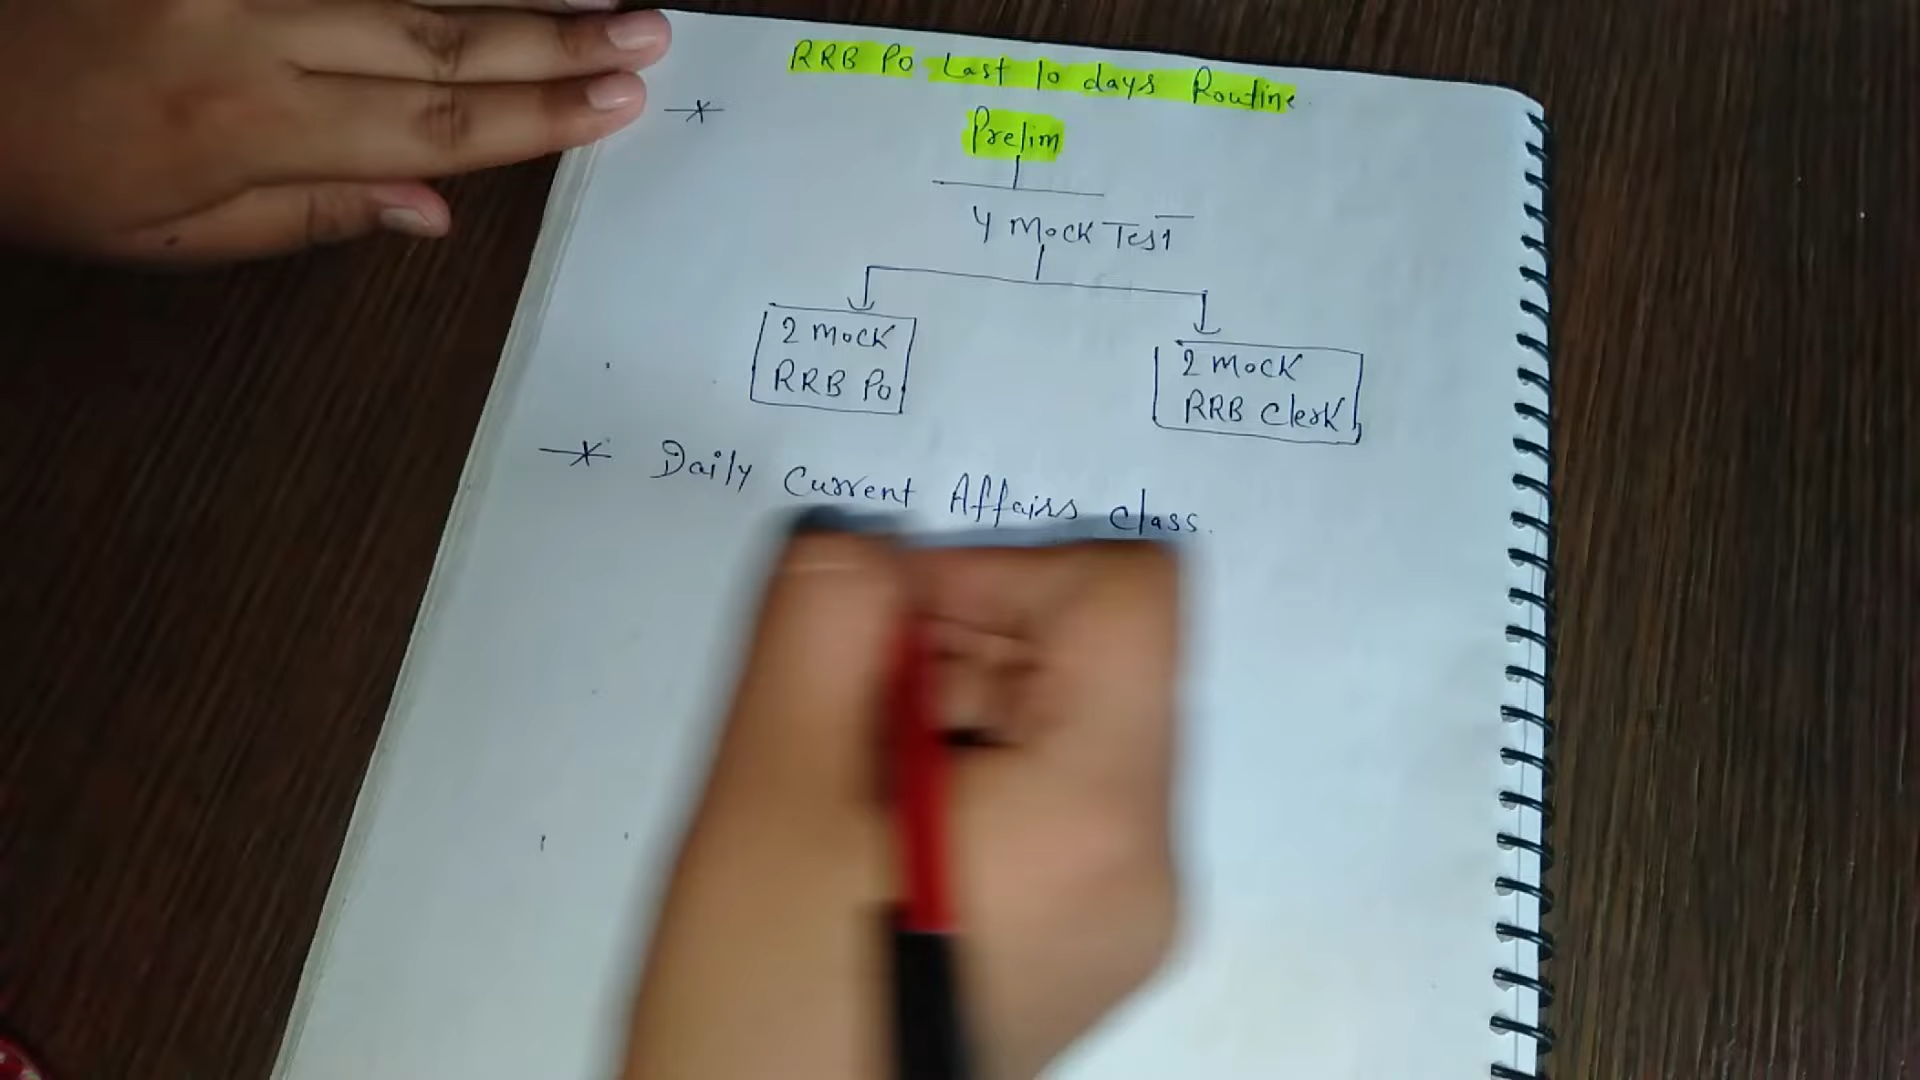 RRB PO Last 10 days Routine.
Prelim
4 Mock Test
2 Mock
RRB PO
2 Mock
RRB Clerk
Daily Current Affairs class.